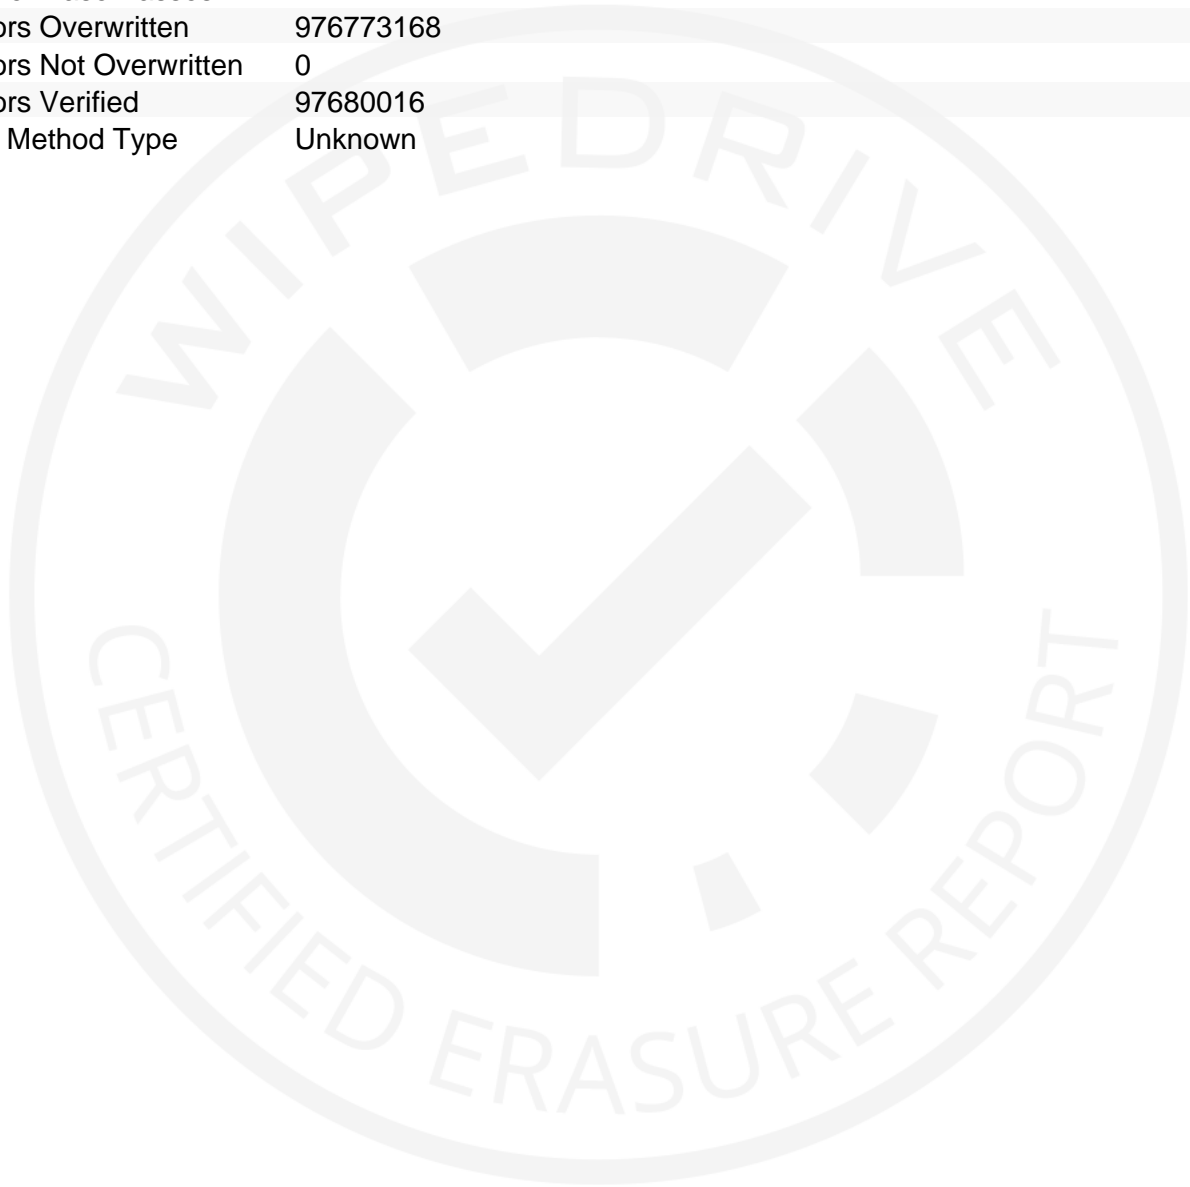 ors Overwritten 976773168
ors Not Overwritten 0
ors Verified 97680016
Method Type Unknown
WIPEDRIVE
CERTIFIED ERASURE REPORT